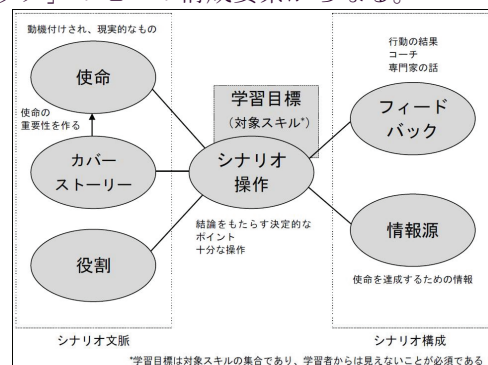 動機付けされ、現実的なもの
使命
使命の
重要性を作る
カバー
ストーリー
役割
シナリオ文脈
学習目標
(対象スキル*)
シナリオ
操作
結論をもたらす決定的な
ポイント
十分な操作
行動の結果
コーチ
専門家の話
フィード
バック
情報源
使命を達成するための情報
シナリオ構成
*学習目標は対象スキルの集合であり、学習者からは見えないことが必須である